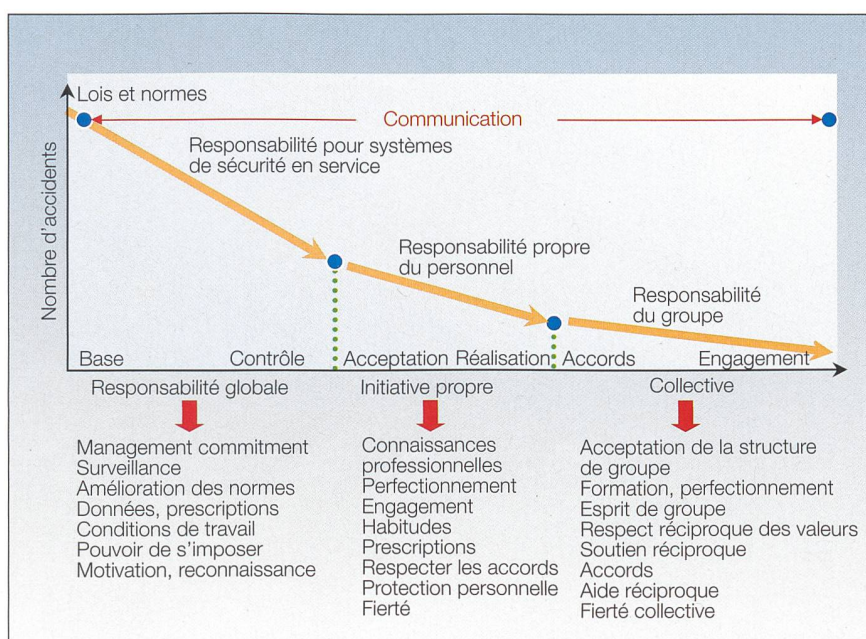 Lois et normes
Communication
Responsabilité pour systèmes
de sécurité en service
Nombre d'accidents
Responsabilité propre
du personnel
Responsabilité
du groupe
Base
Contrôle
Acceptation
Réalisation
Accords
Engagement
Responsabilité globale
Initiative propre
Collective
Management commitment
Surveillance
Amélioration des normes
Données, prescriptions
Conditions de travail
Pouvoir de s'imposer
Motivation, reconnaissance
Connaissances
professionnelles
Perfectionnement
Engagement
Habitudes
Prescriptions
Respecter les accords
Protection personnelle
Fierté
Acceptation de la structure
de groupe
Formation, perfectionnement
Esprit de groupe
Respect réciproque des valeurs
Soutien réciproque
Accords
Aide réciproque
Fierté collective